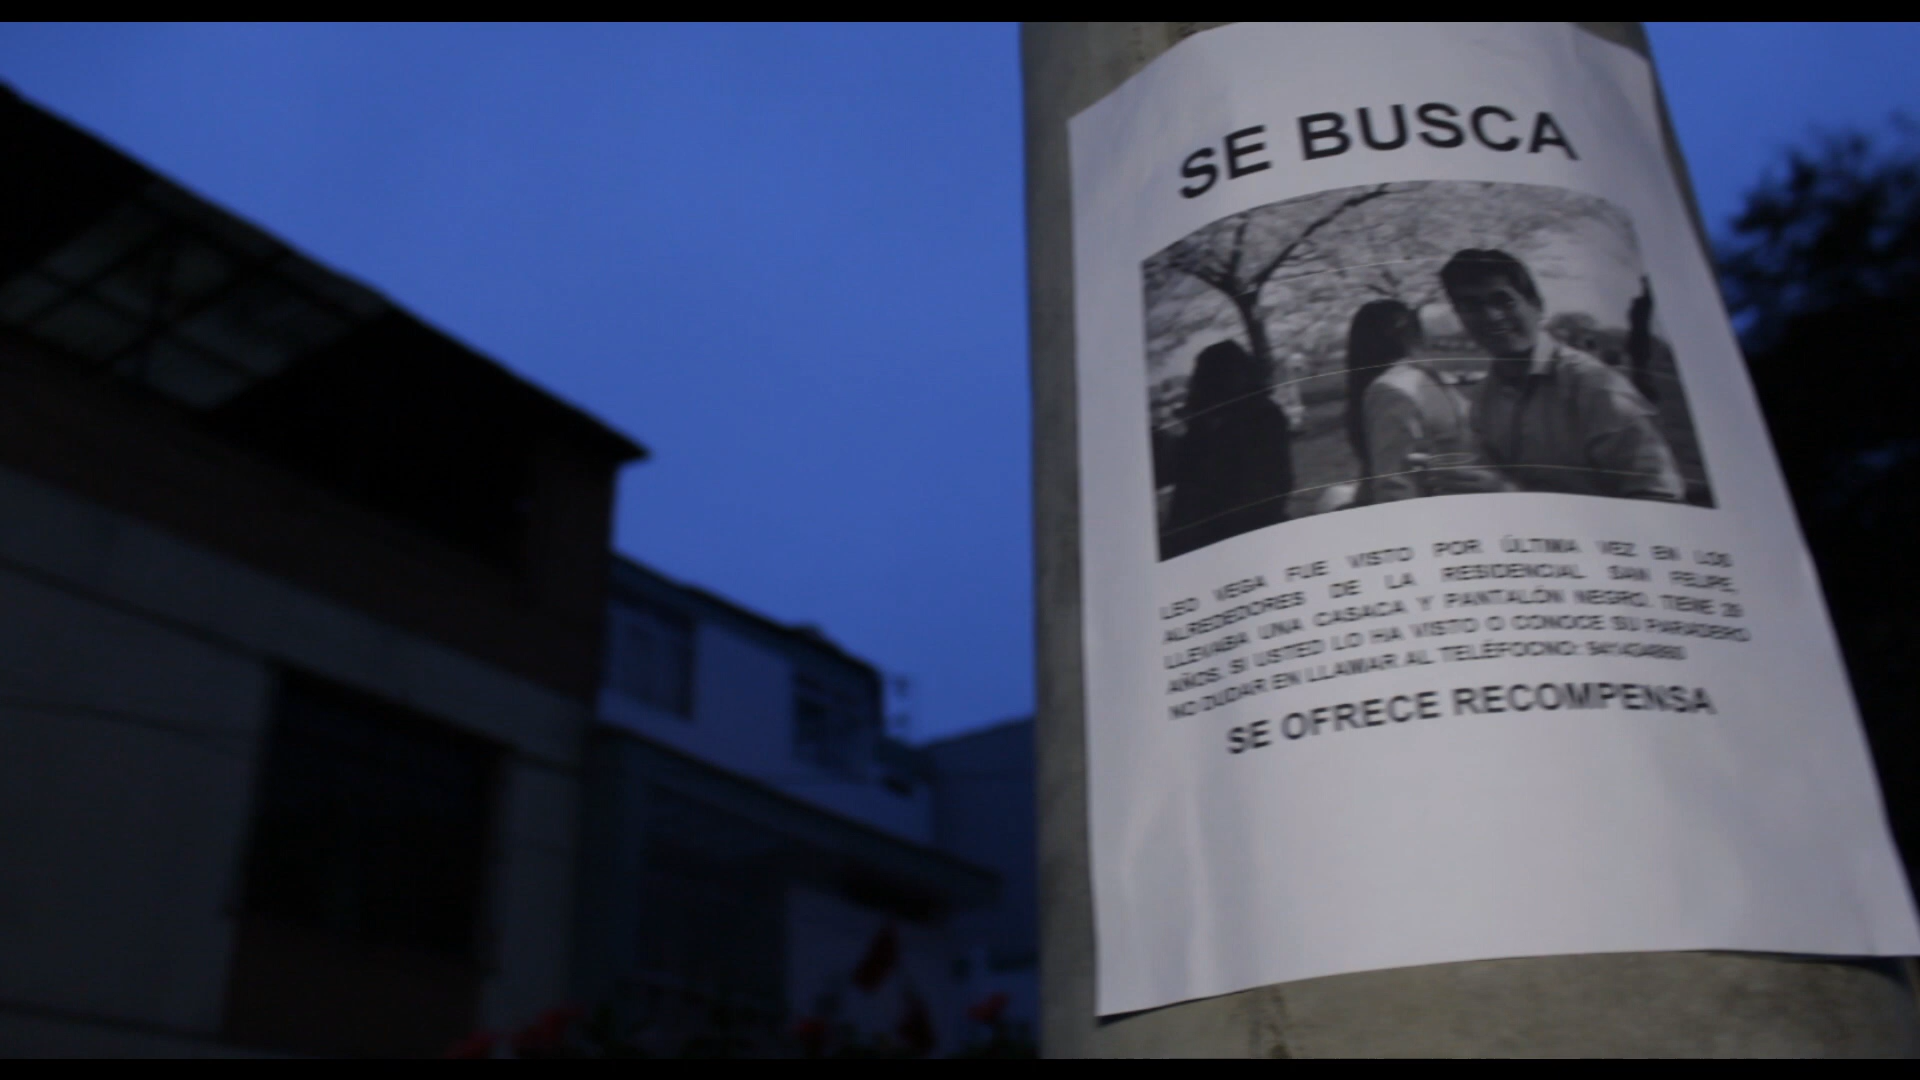 SE BUSCA
LEO VEGA FUE VISTO POR ÚLTIMA VEZ EN LOS
ALREDEDORES DE LA RESIDENCIAL SAN FELIPE,
LLEVABA UNA CASACA Y PANTALÓN NEGRO. TIENE
AÑOS. SI USTED LO HA VISTO O CONOCE SU PARADERO
NO DUDAR EN LLAMAR AL TELÉFOCNO:
SE OFRECE RECOMPENSA